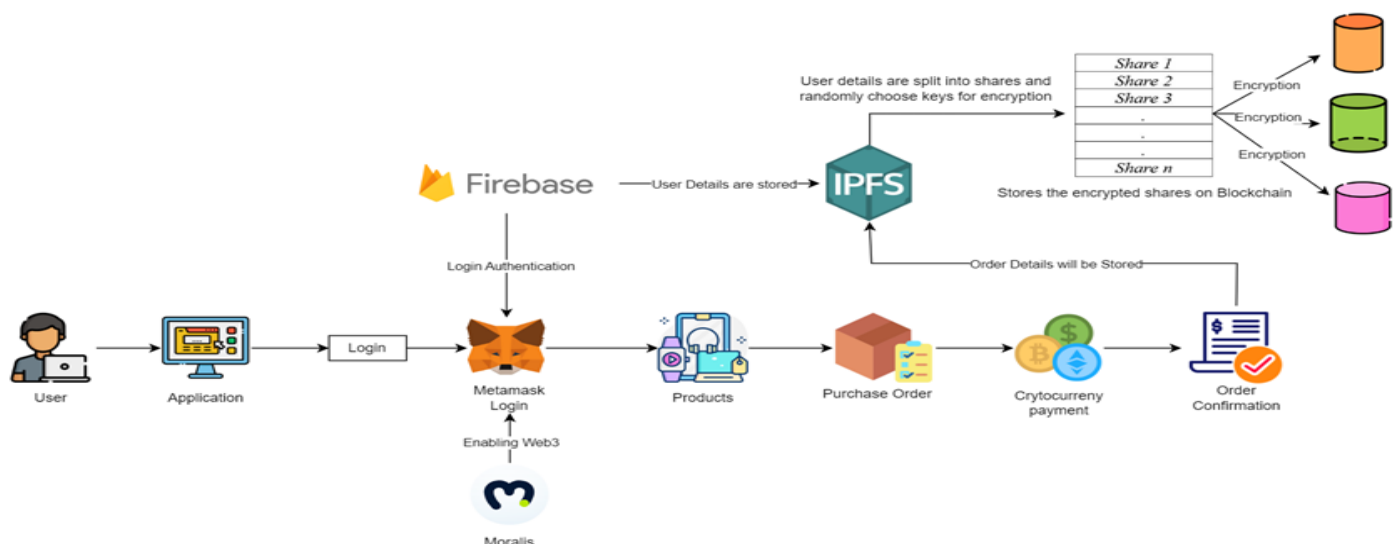 Share 1
Share 2
Share 3
.
.
.
Share n
User details are split into shares and
randomly choose keys for encryption
Encryption
Encryption
Encryption
Stores the encrypted shares on Blockchain
Firebase
User Details are stored
IPFS
Login Authentication
Order Details will be Stored
Login
User
Application
Metamask
Login
Products
Purchase Order
Crytocurreny
payment
Order
Confirmation
Enabling Web3
Moralis